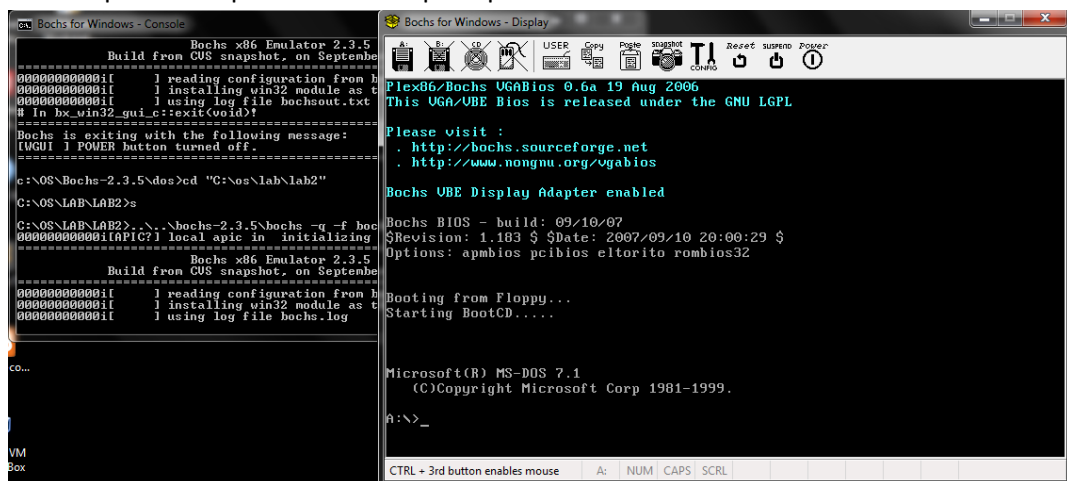 Bochs for Windows - Console
Bochs x86 Emulator 2.3.5
Build from CVS snapshot, on Septembe
00000000000i[ ] reading configuration from b
00000000000i[ ] installing win32 module as t
00000000000i[ ] using log file bochsout.txt
# In bx_win32_gui_c::exit(void)!
Bochs is exiting with the following message:
[WGUI ] POWER button turned off.
c:\OS\Bochs-2.3.5\dos>cd "C:\os\lab\lab2"
C:\OS\LAB\LAB2>s
C:\OS\LAB\LAB2>..\..\bochs-2.3.5\bochs -q -f boc
00000000000i[APIC?] local apic in initializing
Bochs x86 Emulator 2.3.5
Build from CVS snapshot, on Septembe
00000000000i[ ] reading configuration from b
00000000000i[ ] installing win32 module as t
00000000000i[ ] using log file bochs.log
co...
VM
Box
Bochs for Windows - Display
A: B: CD USER Copy Paste snapshot CONFIG Reset SUSPEND Power
Plex86/Bochs VGABios 0.6a 19 Aug 2006
This VGA/VBE Bios is released under the GNU LGPL
Please visit :
. http://bochs.sourceforge.net
. http://www.nongnu.org/vgabios
Bochs VBE Display Adapter enabled
Bochs BIOS - build: 09/10/07
$Revision: 1.183 $ $Date: 2007/09/10 20:00:29 $
Options: apmbios pcibios eltorito rombios32
Booting from Floppy...
Starting BootCD.....
Microsoft(R) MS-DOS 7.1
(C)Copyright Microsoft Corp 1981-1999.
A:\>_
CTRL + 3rd button enables mouse A: NUM CAPS SCRL